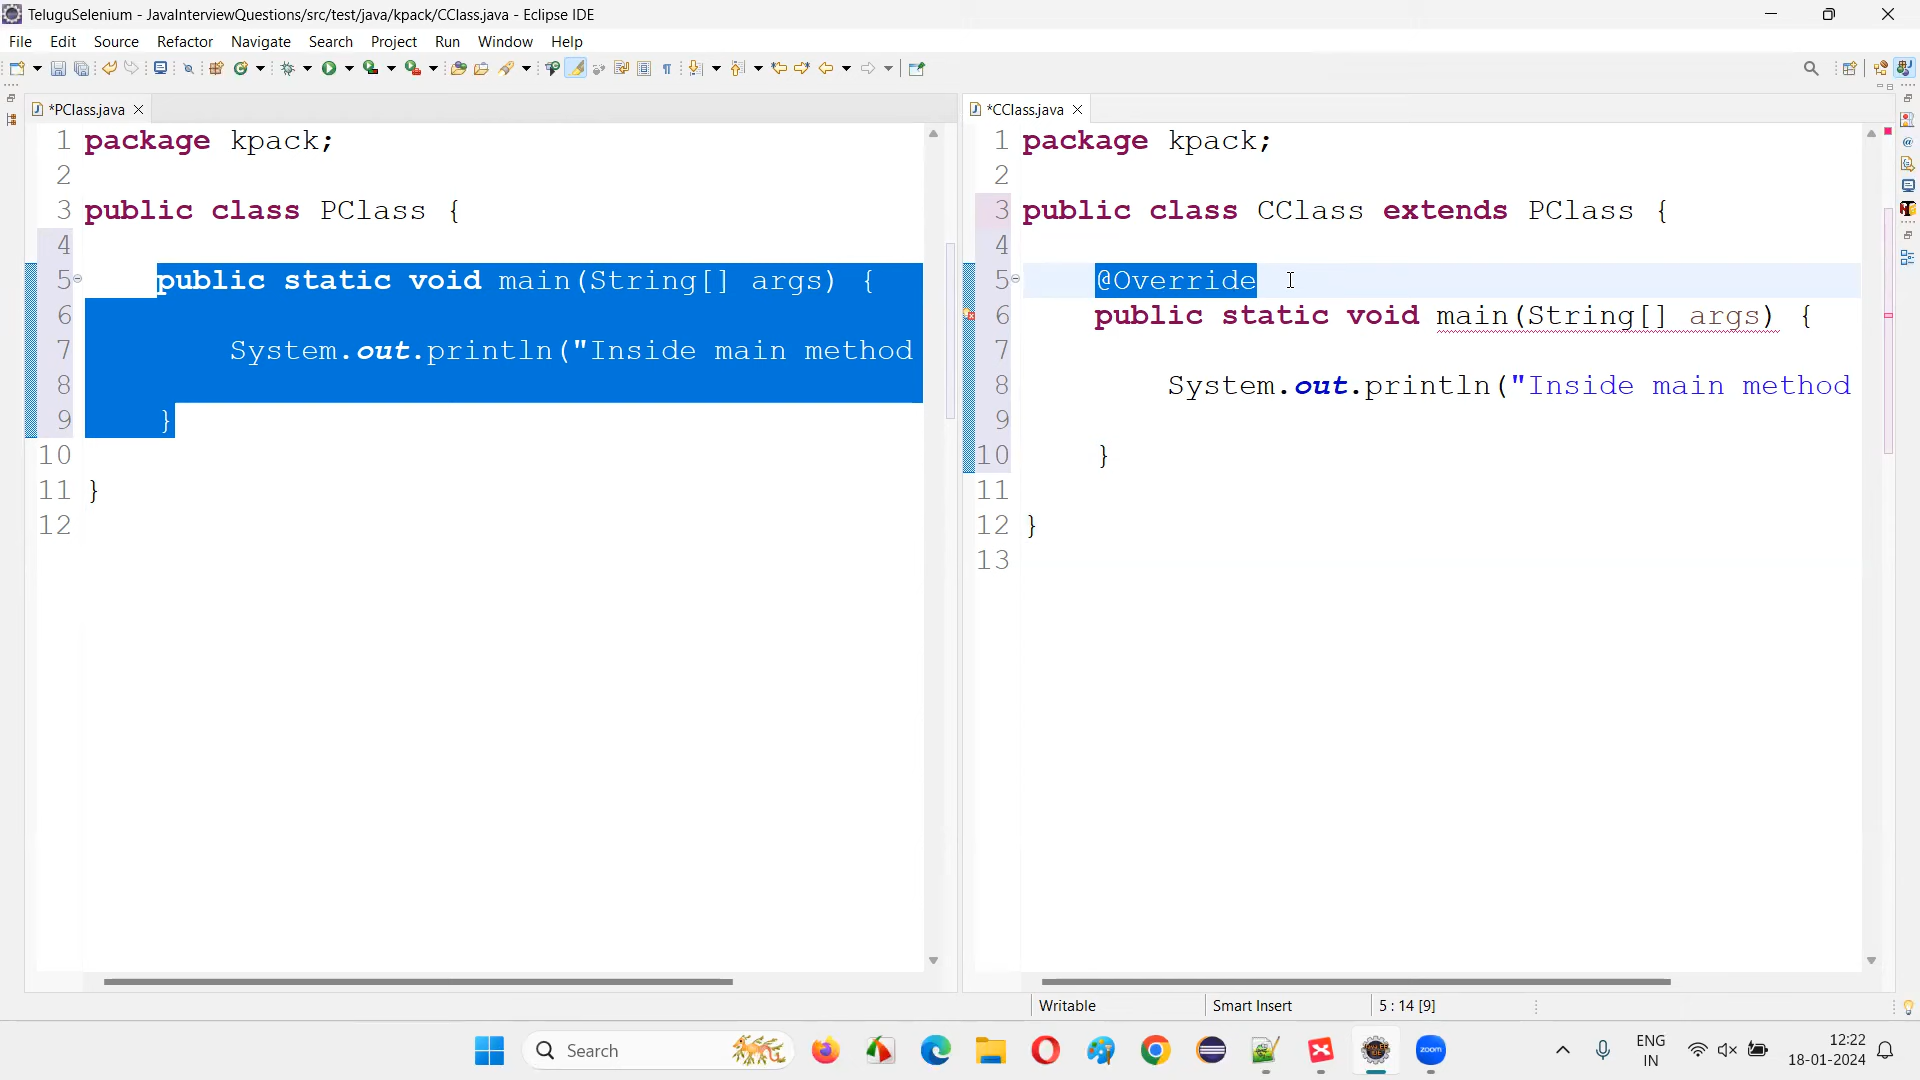 TeluguSelenium - JavaInterviewQuestions/src/test/java/kpack/CClass.java - Eclipse IDE
File Edit Source Refactor Navigate Search Project Run Window Help
*PClass.java
1 package kpack;
2
3 public class PClass {
4
5 public static void main(String[] args) {
6
7 System.out.println("Inside main method
8
9 }
10
11 }
12
*CClass.java
1 package kpack;
2
3 public class CClass extends PClass {
4
5 @Override
6 public static void main(String[] args) {
7
8 System.out.println("Inside main method
9
10 }
11
12 }
13
Writable Smart Insert 5 : 14 [9]
Search
zoom
ENG
IN
12:22
18-01-2024